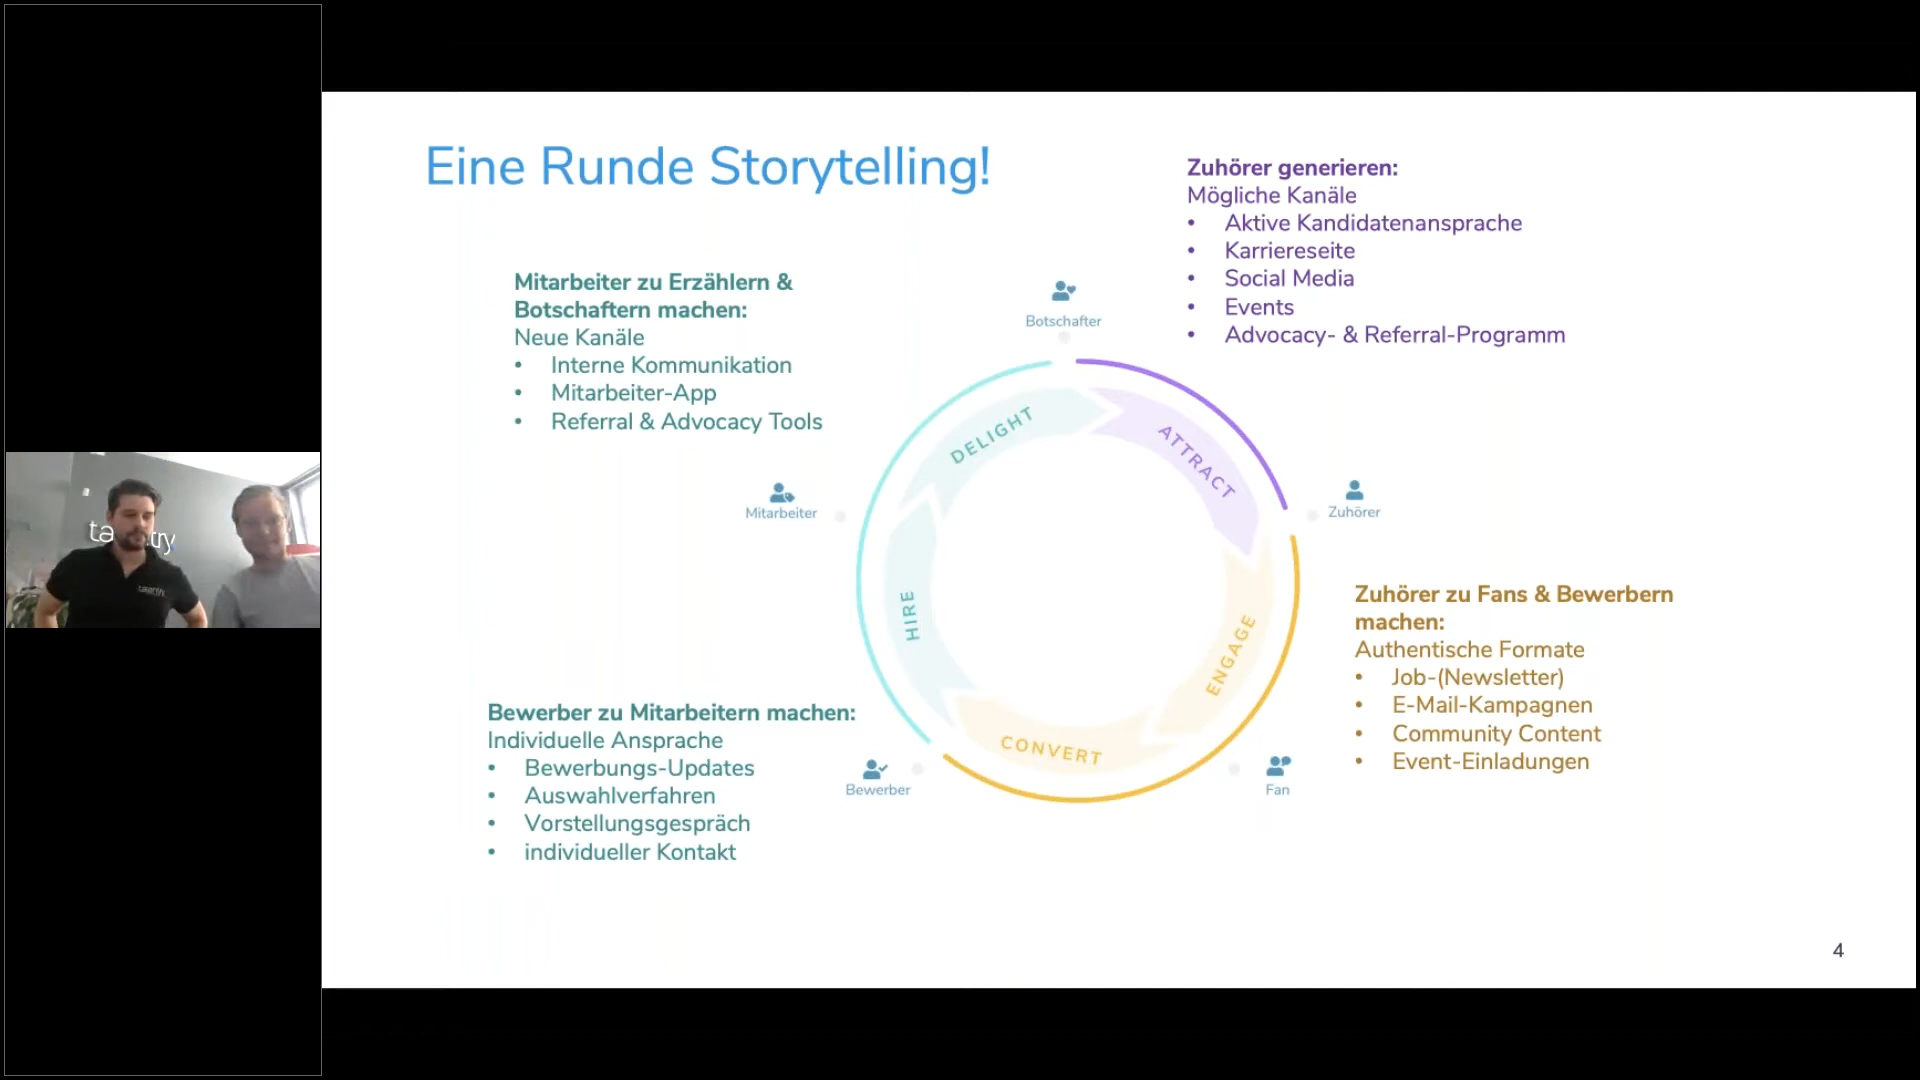 Eine Runde Storytelling!
Zuhörer generieren:
Mögliche Kanäle
• Aktive Kandidatenansprache
• Karriereseite
• Social Media
• Events
• Advocacy- & Referral-Programm
Mitarbeiter zu Erzählern &
Botschaftern machen:
Neue Kanäle
• Interne Kommunikation
• Mitarbeiter-App
• Referral & Advocacy Tools
Botschafter
DELIGHT
ATTRACT
Mitarbeiter
Zuhörer
HIRE
ENGAGE
CONVERT
Zuhörer zu Fans & Bewerbern
machen:
Authentische Formate
• Job-(Newsletter)
• E-Mail-Kampagnen
• Community Content
• Event-Einladungen
Bewerber zu Mitarbeitern machen:
Individuelle Ansprache
• Bewerbungs-Updates
• Auswahlverfahren
• Vorstellungsgespräch
• individueller Kontakt
Bewerber
Fan
4